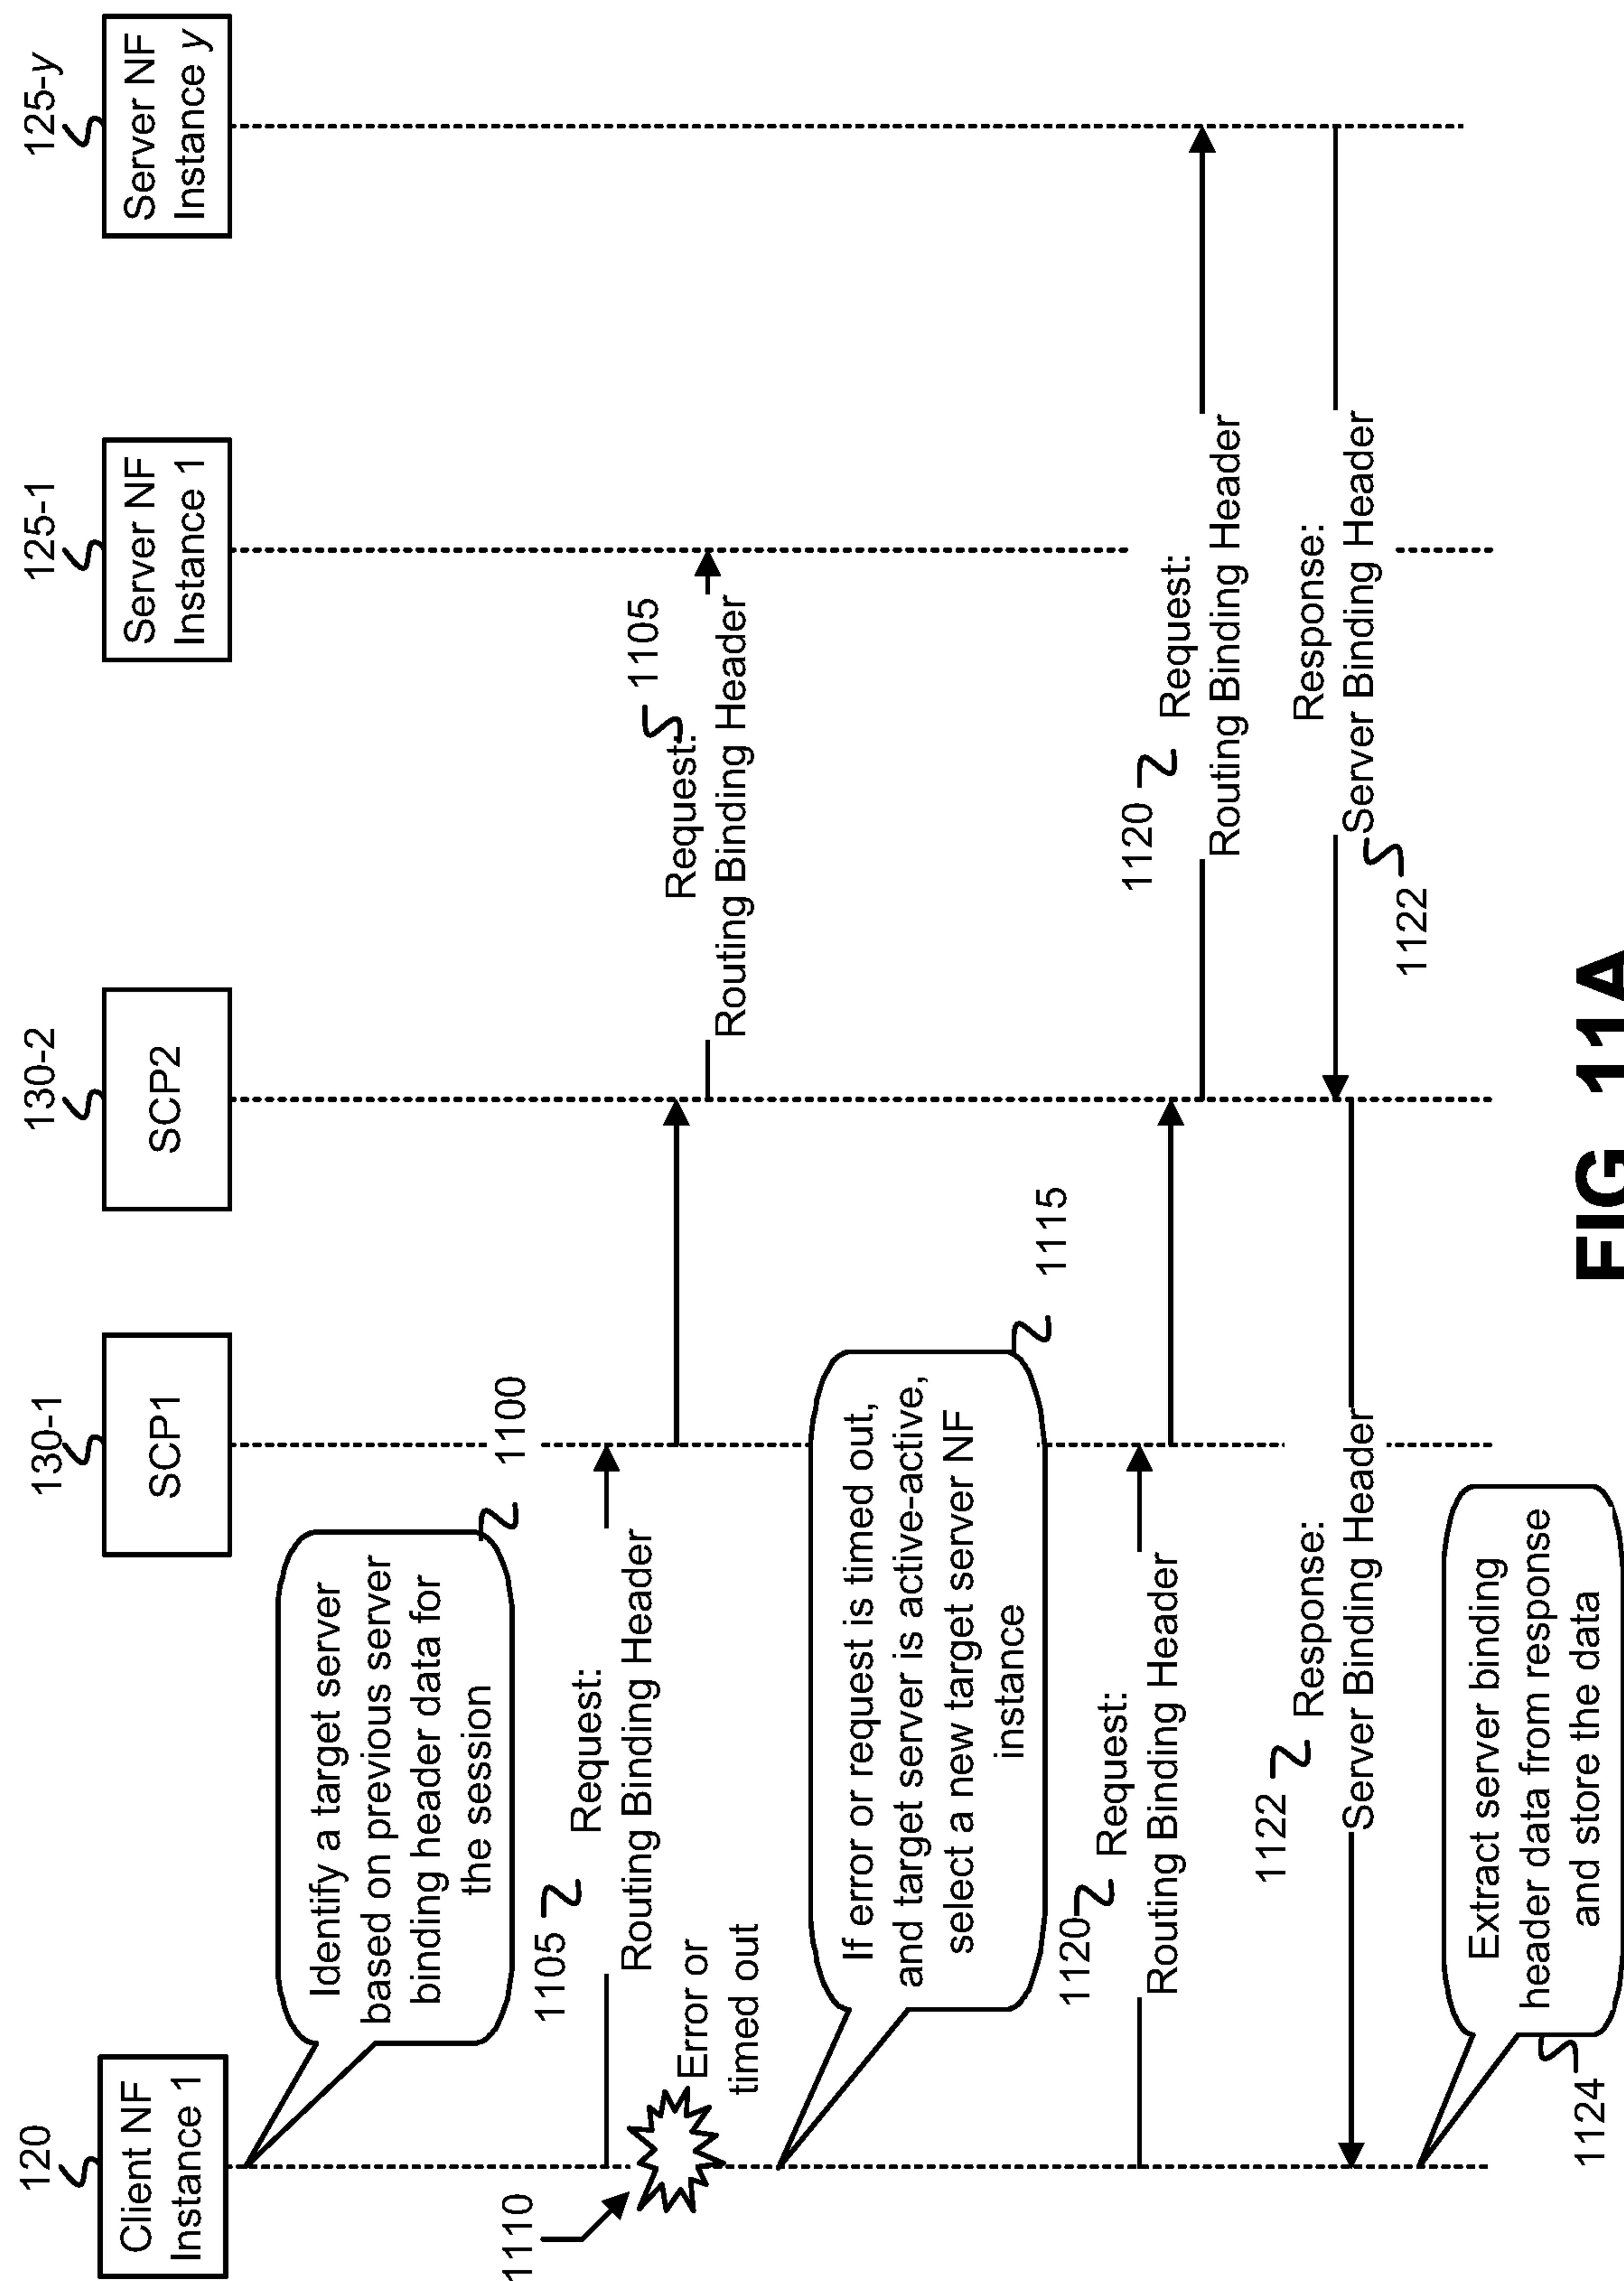 120
130-1
130-2
125-1
125-y
Client NF
Instance 1
SCP1
SCP2
Server NF
Instance 1
Server NF
Instance y
Identify a target server
based on previous server
binding header data for
the session
1100
1105
Request:
Routing Binding Header
1110
Error or
timed out
Request:
1105
Routing Binding Header
If error or request is timed out,
and target server is active-active,
select a new target server NF
instance
1115
1120
Request:
Routing Binding Header
1120
Request:
Routing Binding Header
1122
Response:
Server Binding Header
Response:
Server Binding Header
1122
Extract server binding
header data from response
and store the data
1124
FIG. 11A